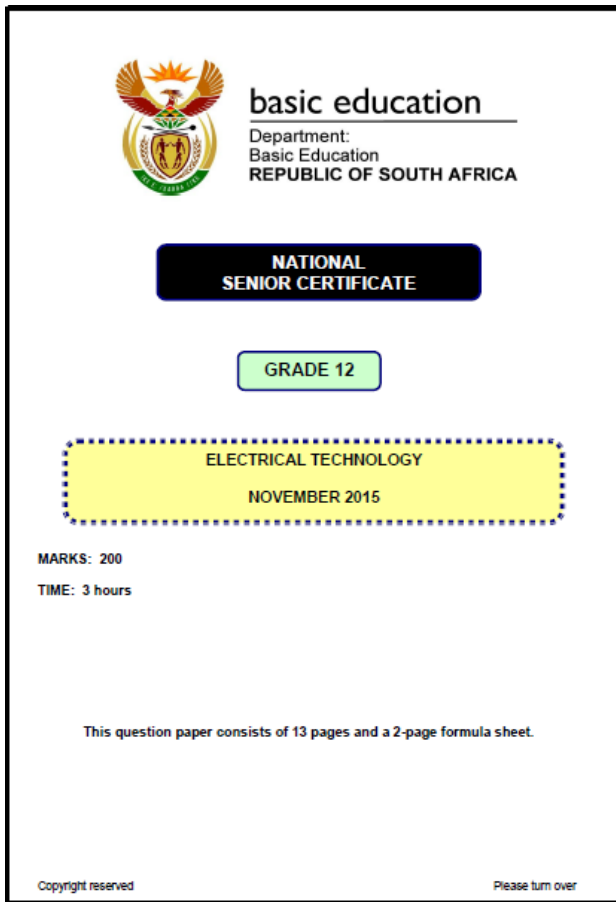 basic education
Department:
Basic Education
REPUBLIC OF SOUTH AFRICA
NATIONAL
SENIOR CERTIFICATE
GRADE 12
ELECTRICAL TECHNOLOGY
NOVEMBER 2015
MARKS: 200
TIME: 3 hours
This question paper consists of 13 pages and a 2-page formula sheet.
Copyright reserved
Please turn over